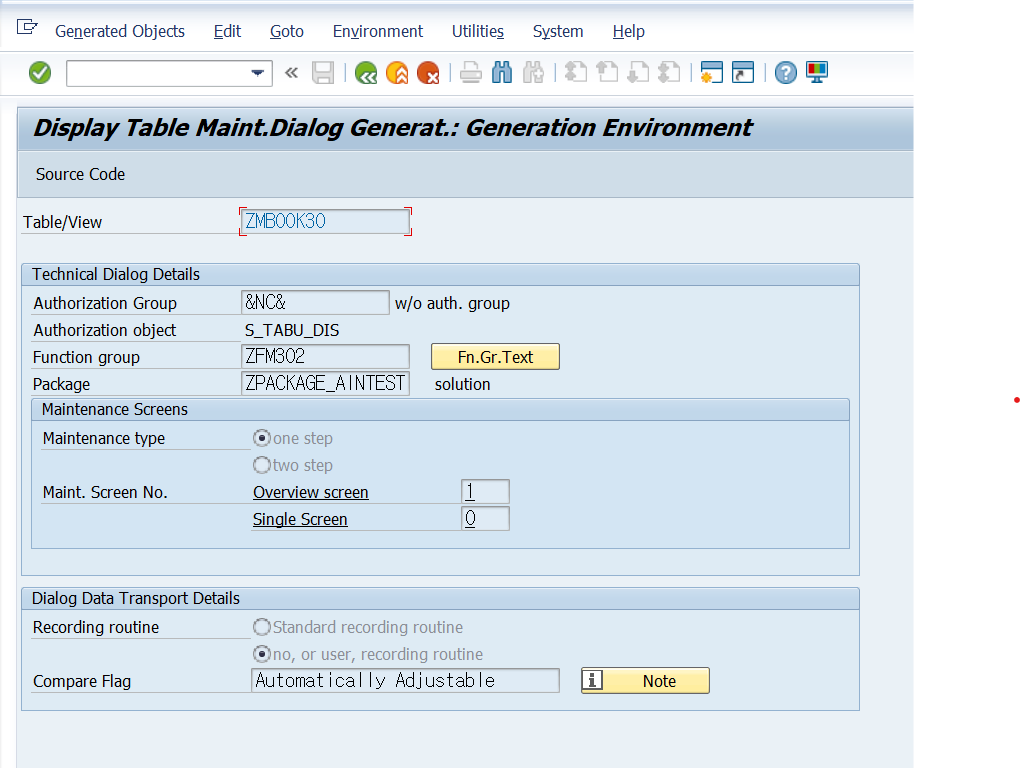 Generated Objects Edit Goto Environment Utilities System Help
Display Table Maint.Dialog Generat.: Generation Environment
Source Code
Table/View ZMBOOK30
Technical Dialog Details
Authorization Group &NC& w/o auth. group
Authorization object S_TABU_DIS
Function group ZFM302 Fn.Gr.Text
Package ZPACKAGE_AINTEST solution
Maintenance Screens
Maintenance type one step
two step
Maint. Screen No. Overview screen 1
Single Screen 0
Dialog Data Transport Details
Recording routine Standard recording routine
no, or user, recording routine
Compare Flag Automatically Adjustable Note